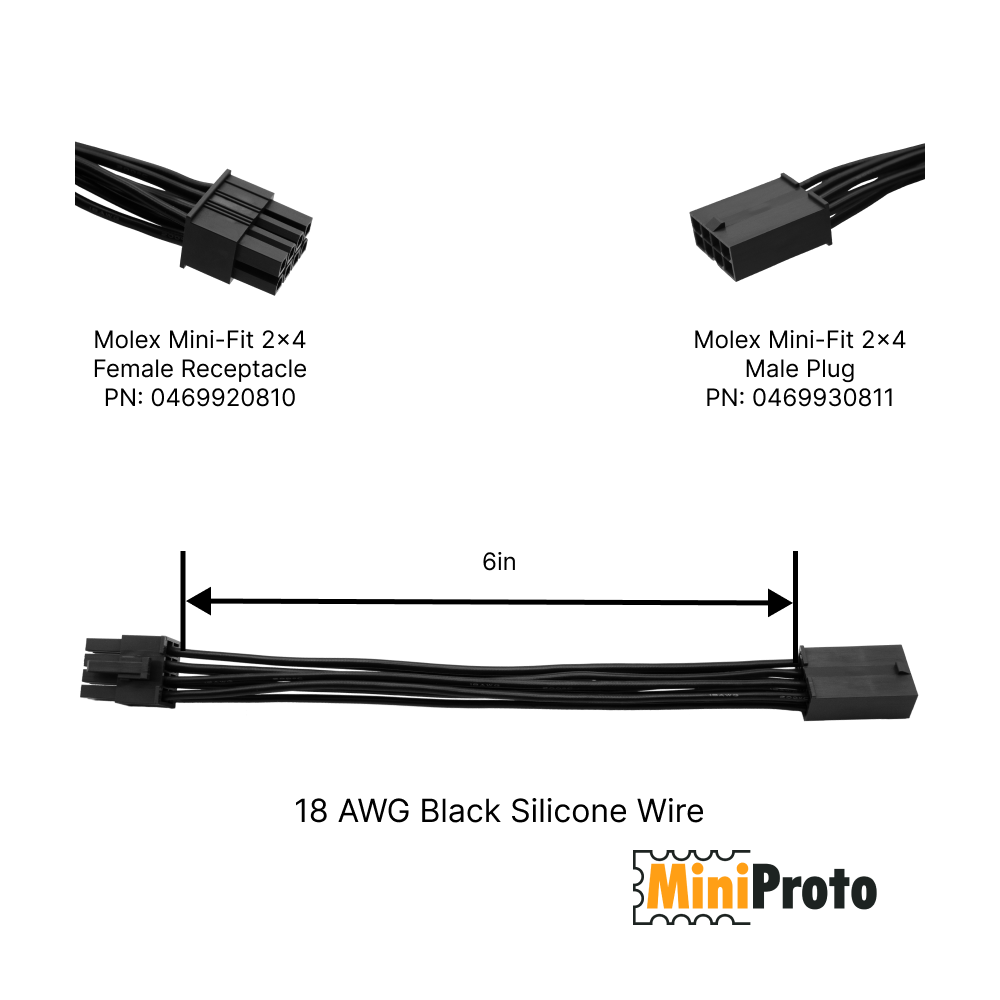 Molex Mini-Fit 2×4
Female Receptacle
PN: 0469920810
Molex Mini-Fit 2×4
Male Plug
PN: 0469930811
6in
18 AWG Black Silicone Wire
MiniProto